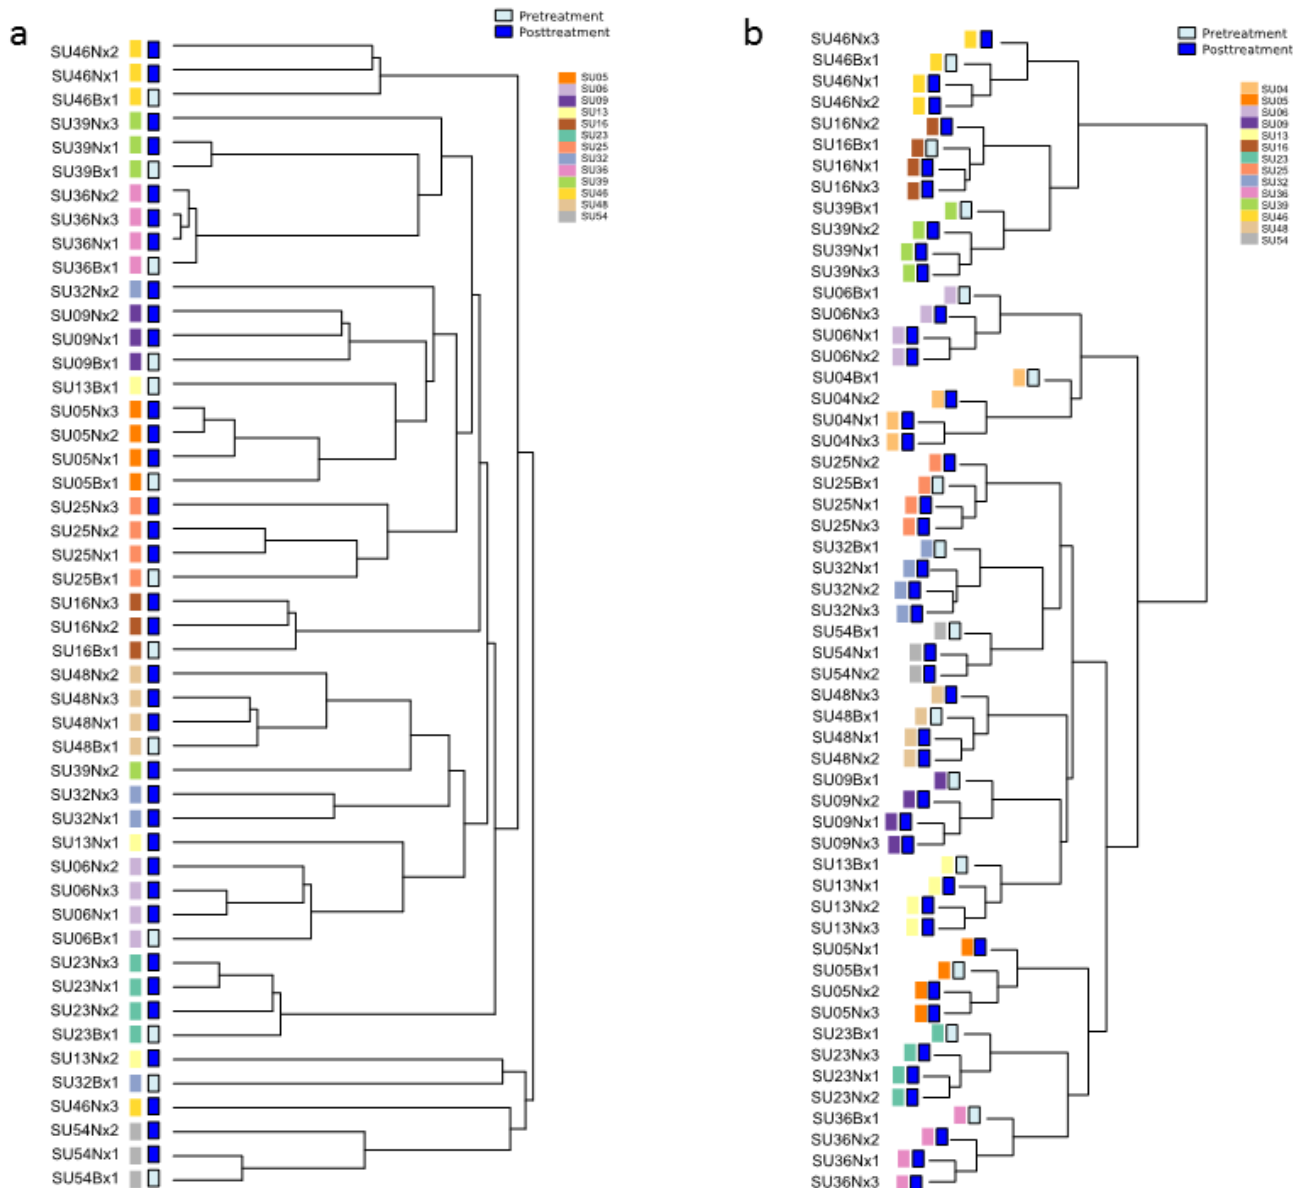 a
Pretreatment
Posttreatment
SU46Nx2
SU46Nx1
SU46Bx1
SU39Nx3
SU39Nx1
SU39Bx1
SU36Nx2
SU36Nx3
SU36Nx1
SU36Bx1
SU32Nx2
SU09Nx2
SU09Nx1
SU09Bx1
SU13Bx1
SU05Nx3
SU05Nx2
SU05Nx1
SU05Bx1
SU25Nx3
SU25Nx2
SU25Nx1
SU25Bx1
SU16Nx3
SU16Nx2
SU16Bx1
SU48Nx2
SU48Nx3
SU48Nx1
SU48Bx1
SU39Nx2
SU32Nx3
SU32Nx1
SU13Nx1
SU06Nx2
SU06Nx3
SU06Nx1
SU06Bx1
SU23Nx3
SU23Nx1
SU23Nx2
SU23Bx1
SU13Nx2
SU32Bx1
SU46Nx3
SU54Nx2
SU54Nx1
SU54Bx1
SU05
SU06
SU09
SU13
SU16
SU23
SU25
SU32
SU36
SU39
SU46
SU48
SU54
b
Pretreatment
Posttreatment
SU46Nx3
SU46Bx1
SU46Nx1
SU46Nx2
SU16Nx2
SU16Bx1
SU16Nx1
SU16Nx3
SU39Bx1
SU39Nx2
SU39Nx1
SU39Nx3
SU06Bx1
SU06Nx3
SU06Nx1
SU06Nx2
SU04Bx1
SU04Nx2
SU04Nx1
SU04Nx3
SU25Nx2
SU25Bx1
SU25Nx1
SU25Nx3
SU32Bx1
SU32Nx1
SU32Nx2
SU32Nx3
SU54Bx1
SU54Nx1
SU54Nx2
SU48Nx3
SU48Bx1
SU48Nx1
SU48Nx2
SU09Bx1
SU09Nx2
SU09Nx1
SU09Nx3
SU13Bx1
SU13Nx1
SU13Nx2
SU13Nx3
SU05Nx1
SU05Bx1
SU05Nx2
SU05Nx3
SU23Bx1
SU23Nx3
SU23Nx1
SU23Nx2
SU36Bx1
SU36Nx2
SU36Nx1
SU36Nx3
SU04
SU05
SU06
SU09
SU13
SU16
SU23
SU25
SU32
SU36
SU39
SU46
SU48
SU54